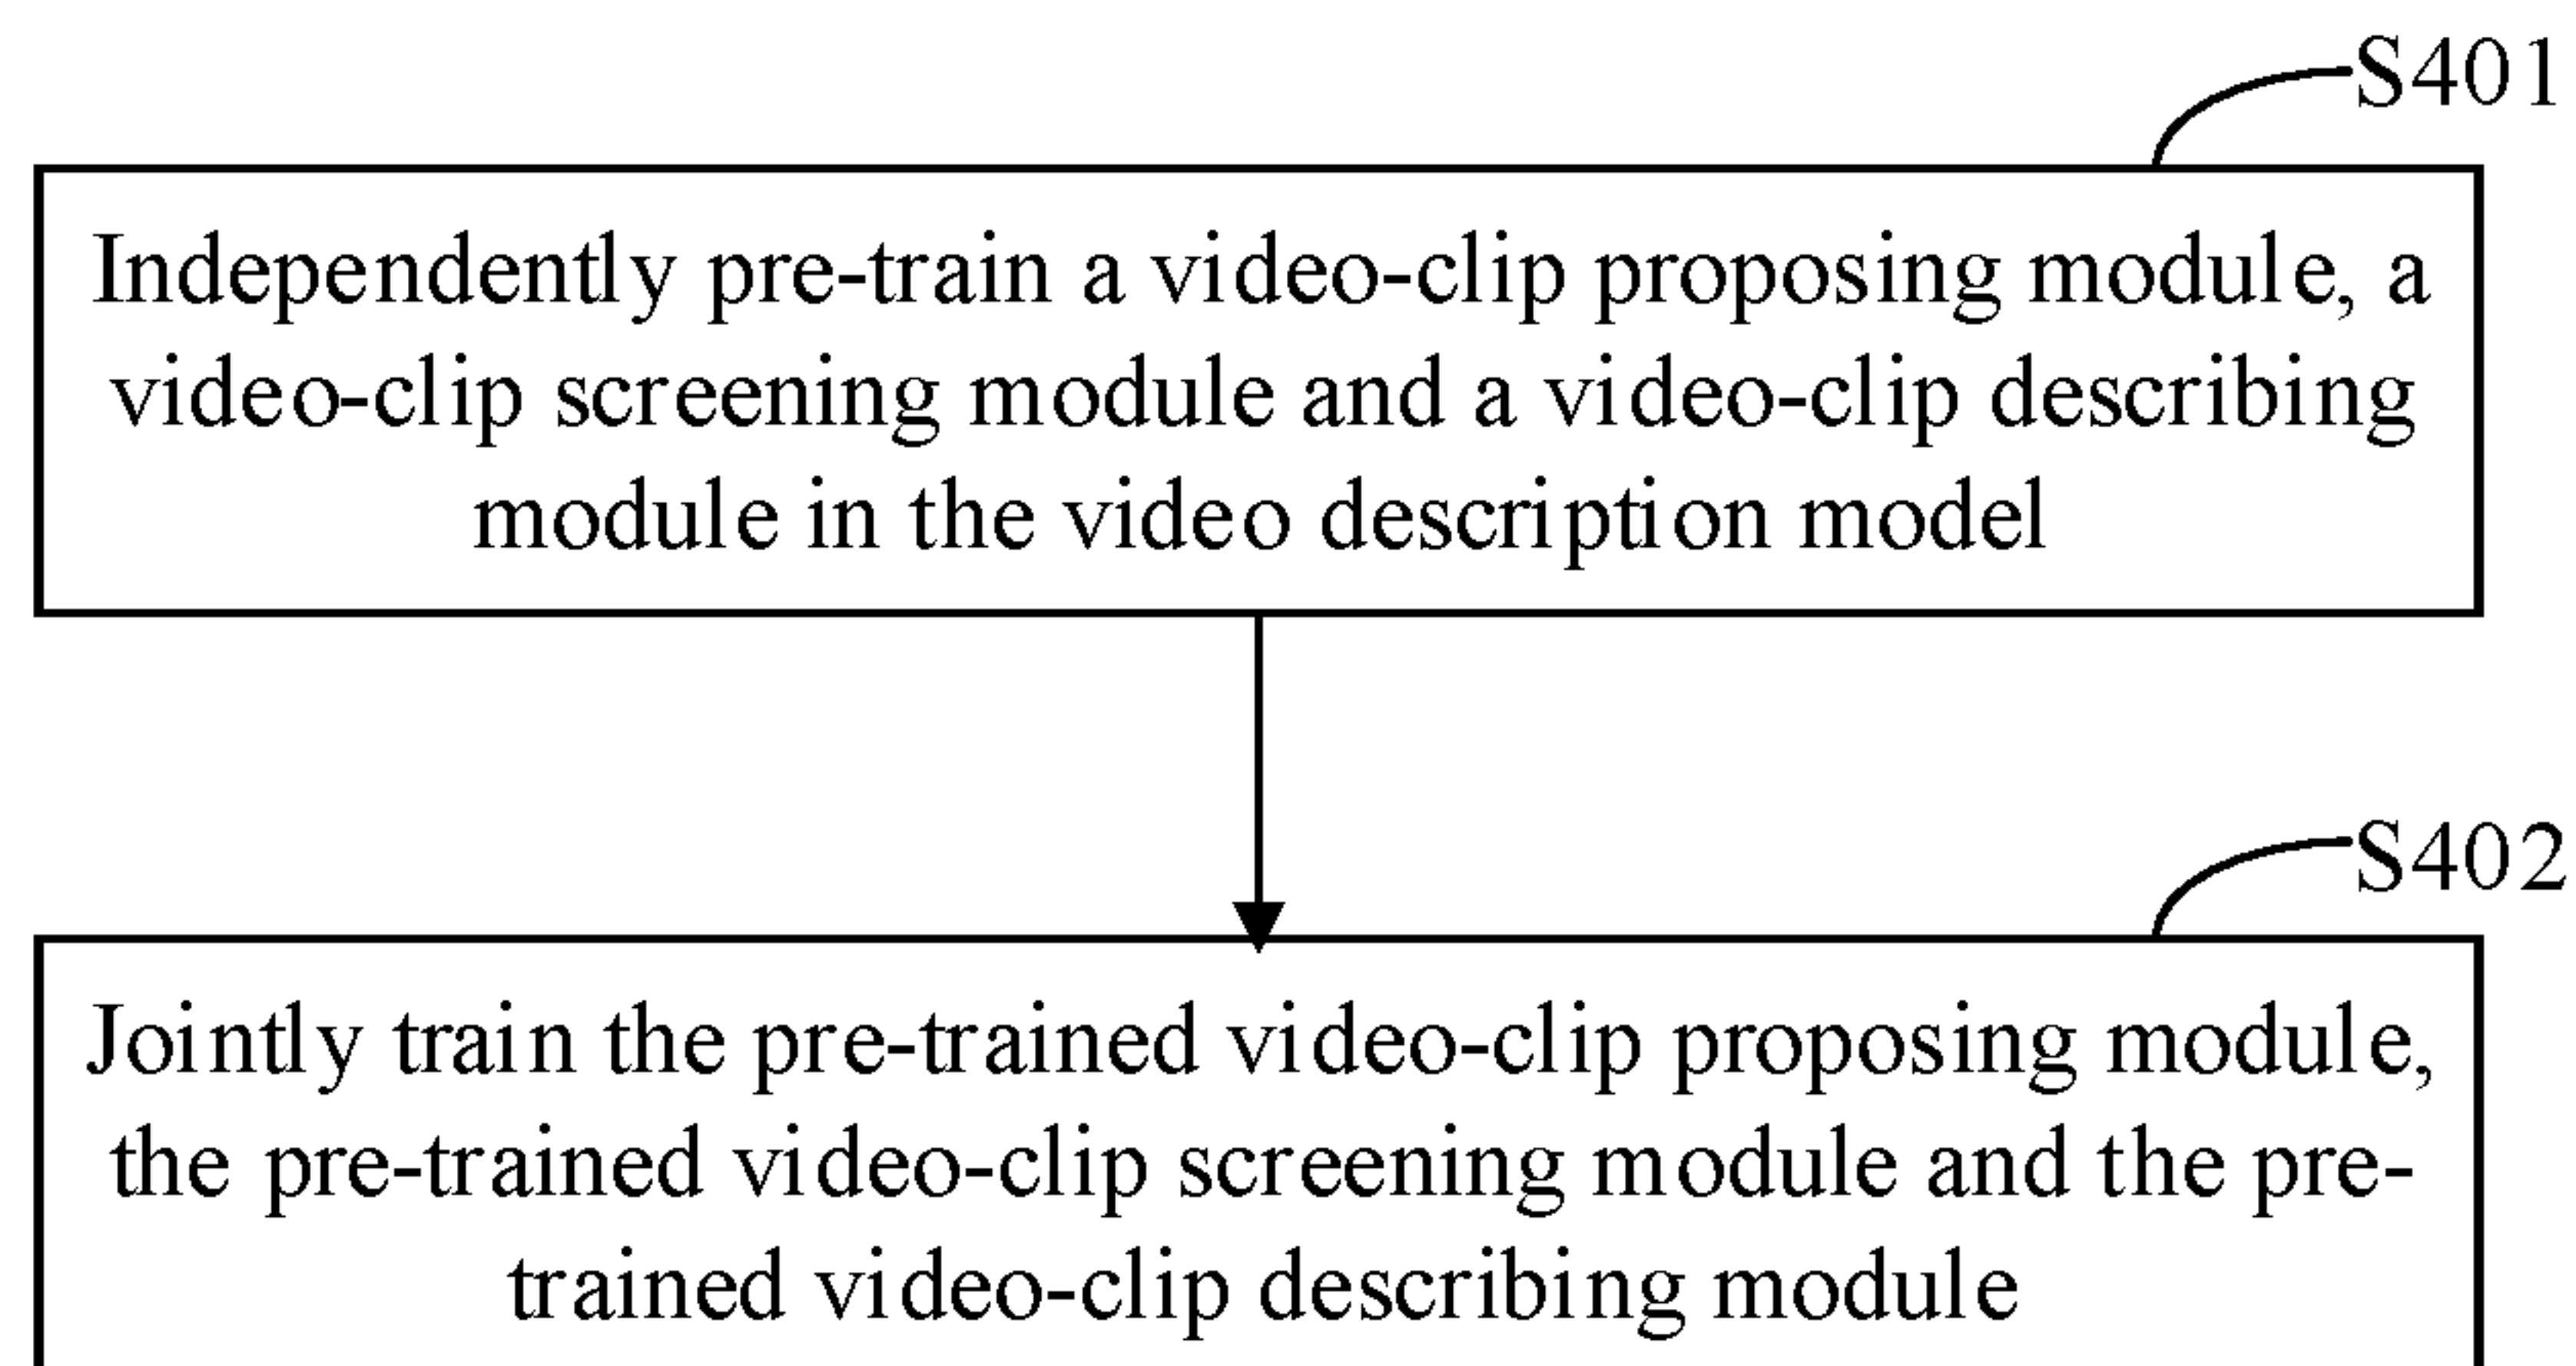 S401
Independently pre-train a video-clip proposing module, a
video-clip screening module and a video-clip describing
module in the video description model
S402
Jointly train the pre-trained video-clip proposing module,
the pre-trained video-clip screening module and the pre-
trained video-clip describing module